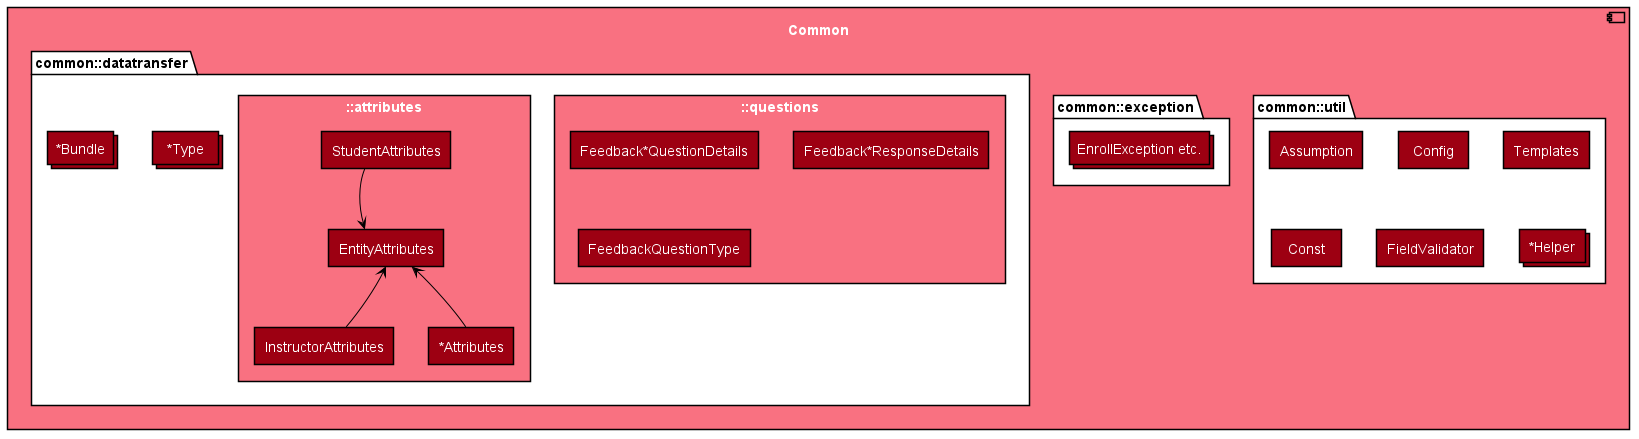 Common
common::datatransfer
*Bundle
*Type
::attributes
StudentAttributes
EntityAttributes
InstructorAttributes
*Attributes
::questions
Feedback*QuestionDetails
Feedback*ResponseDetails
FeedbackQuestionType
common::exception
EnrollException etc.
common::util
Assumption
Config
Templates
Const
FieldValidator
*Helper